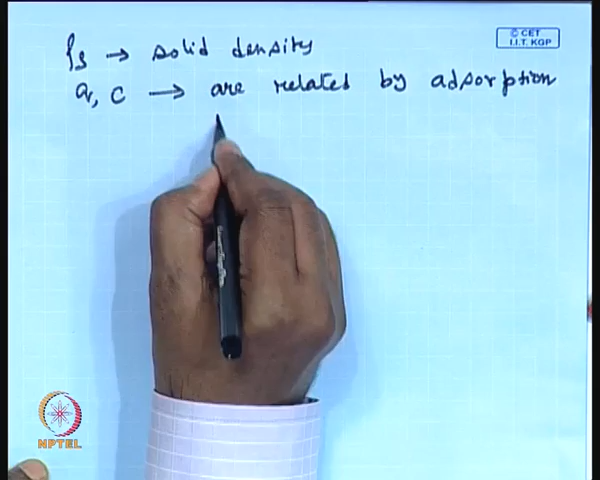 ρs → solid density
q, c → are related by adsorption
© CET
I.I.T. KGP
NPTEL